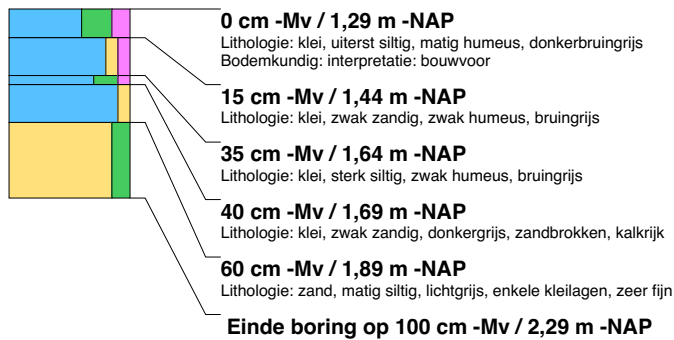 0 cm -Mv / 1,29 m -NAP
Lithologie: klei, uiterst siltig, matig humeus, donkerbruingrijs
Bodemkundig: interpretatie: bouwvoor
15 cm -Mv / 1,44 m -NAP
Lithologie: klei, zwak zandig, zwak humeus, bruingrijs
35 cm -Mv / 1,64 m -NAP
Lithologie: klei, sterk siltig, zwak humeus, bruingrijs
40 cm -Mv / 1,69 m -NAP
Lithologie: klei, zwak zandig, donkergrijs, zandbrokken, kalkrijk
60 cm -Mv / 1,89 m -NAP
Lithologie: zand, matig siltig, lichtgrijs, enkele kleilagen, zeer fijn
Einde boring op 100 cm -Mv / 2,29 m -NAP